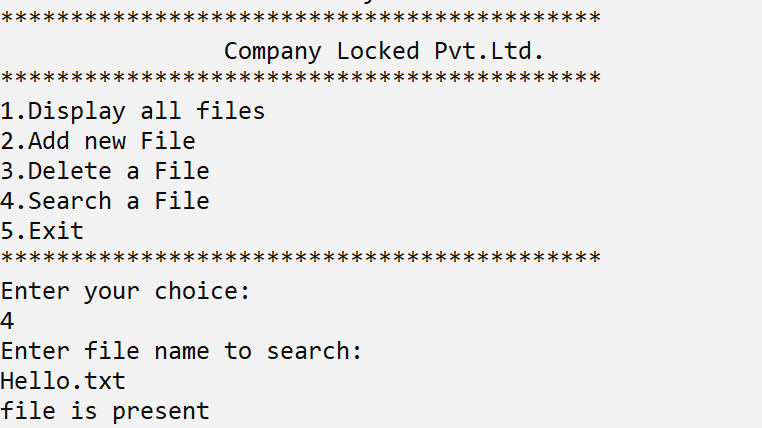 *******************************************
Company Locked Pvt.Ltd.
*******************************************
1.Display all files
2.Add new File
3.Delete a File
4.Search a File
5.Exit
*******************************************
Enter your choice:
4
Enter file name to search:
Hello.txt
file is present